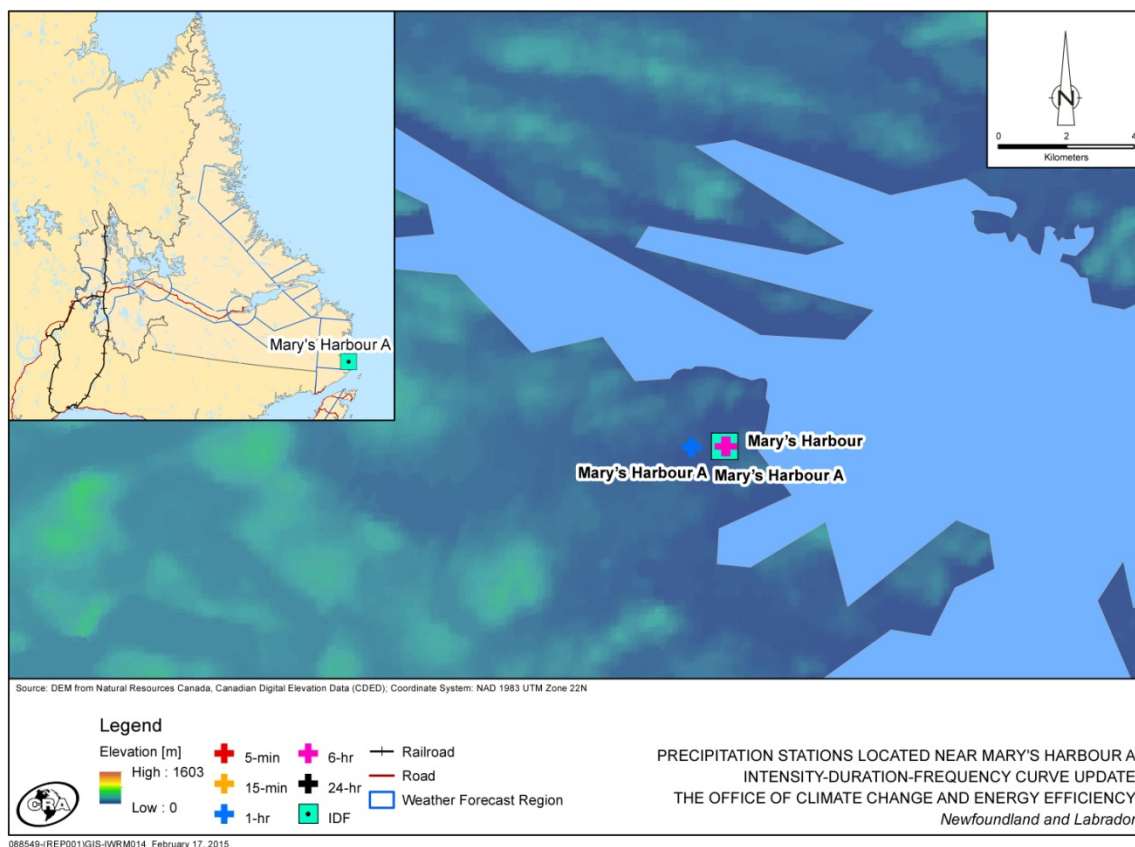 Mary's Harbour A
N
0 2 4
Kilometers
Mary's Harbour
Mary's Harbour A
Mary's Harbour A
Source: DEM from Natural Resources Canada, Canadian Digital Elevation Data (CDED); Coordinate System: NAD 1983 UTM Zone 22N
Legend
Elevation [m]
High : 1603
Low : 0
5-min
15-min
1-hr
6-hr
24-hr
IDF
Railroad
Road
Weather Forecast Region
CRA
PRECIPITATION STATIONS LOCATED NEAR MARY'S HARBOUR A
INTENSITY-DURATION-FREQUENCY CURVE UPDATE
THE OFFICE OF CLIMATE CHANGE AND ENERGY EFFICIENCY
Newfoundland and Labrador
088549-(REP001)GIS-IWRM014 February 17, 2015